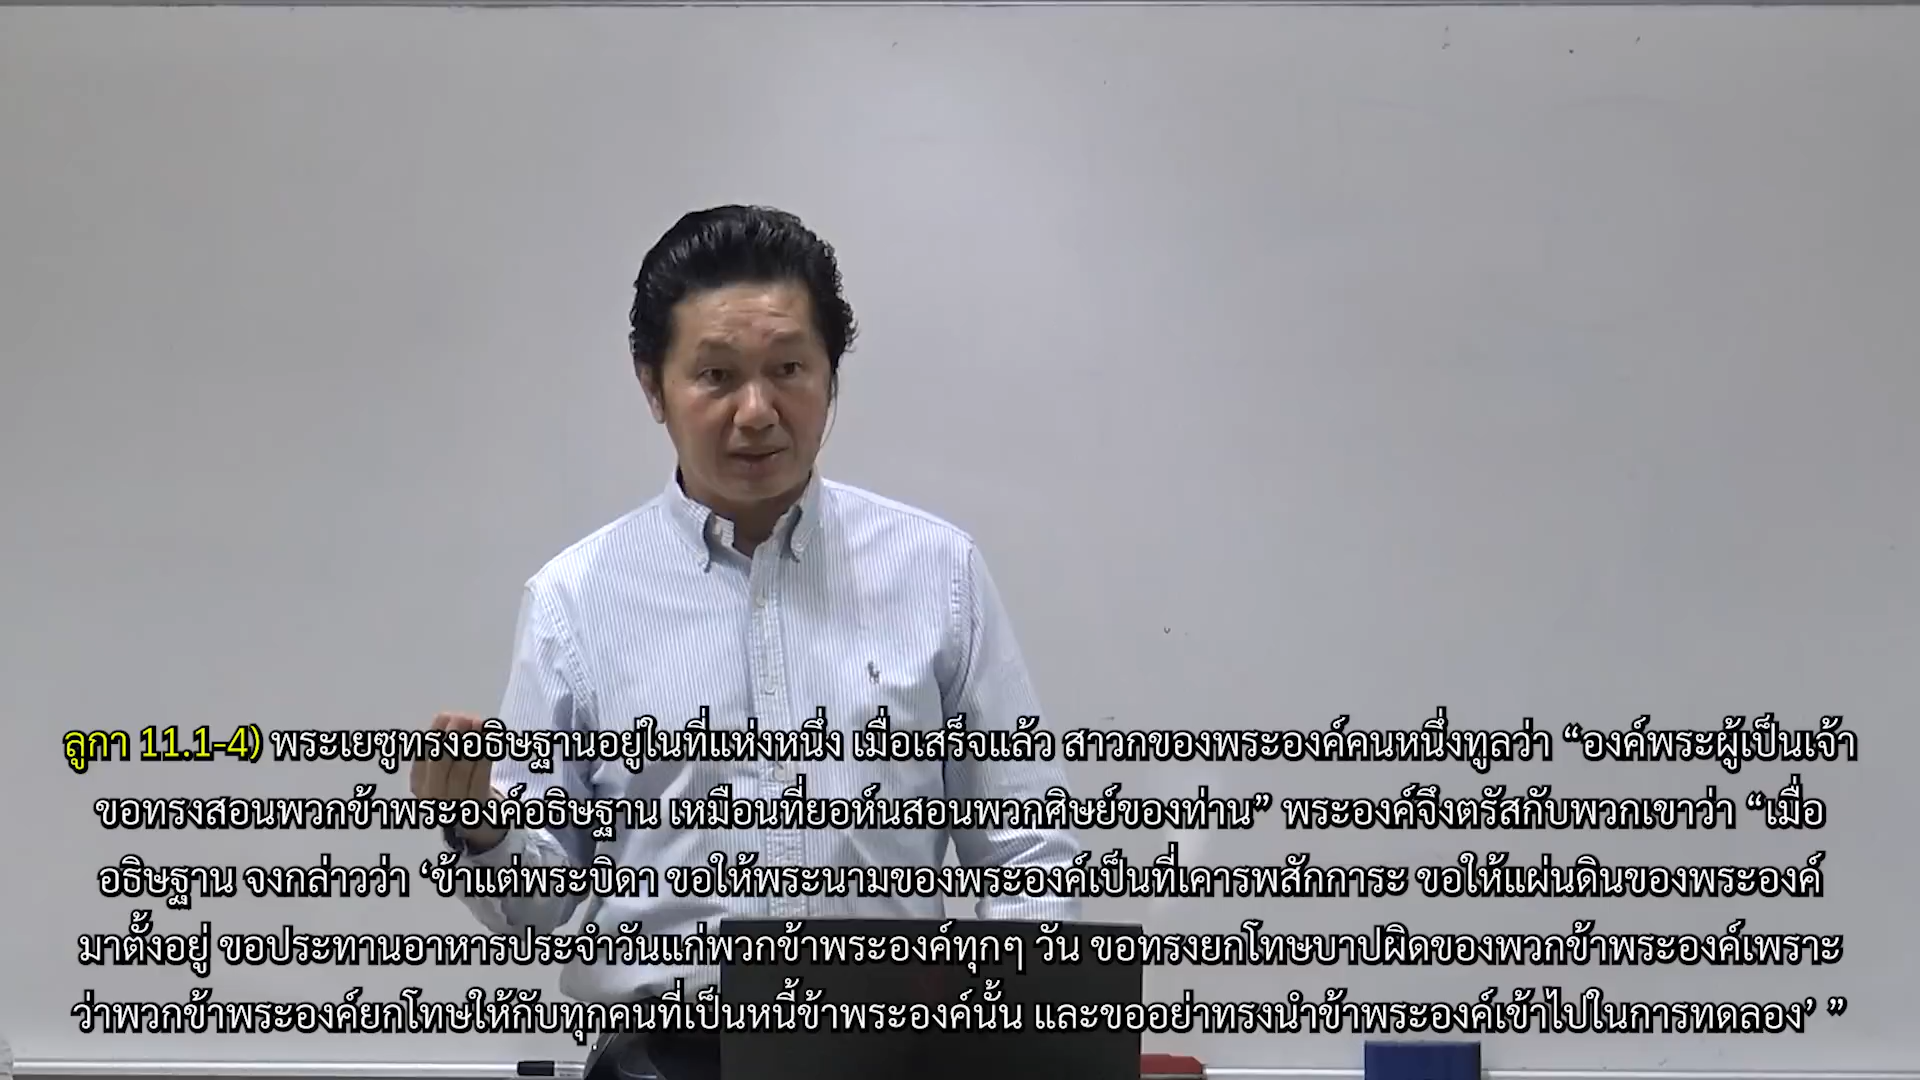 ลูกา 11.1-4) พระเยซูทรงอธิษฐานอยู่ในที่แห่งหนึ่ง เมื่อเสร็จแล้ว สาวกของพระองค์คนหนึ่งทูลว่า “องค์พระผู้เป็นเจ้า
ขอทรงสอนพวกข้าพระองค์อธิษฐาน เหมือนที่ยอห์นสอนพวกศิษย์ของท่าน” พระองค์จึงตรัสกับพวกเขาว่า “เมื่อ
อธิษฐาน จงกล่าวว่า ‘ข้าแต่พระบิดา ขอให้พระนามของพระองค์เป็นที่เคารพสักการะ ขอให้แผ่นดินของพระองค์
มาตั้งอยู่ ขอประทานอาหารประจำวันแก่พวกข้าพระองค์ทุกๆ วัน ขอทรงยกโทษบาปผิดของพวกข้าพระองค์เพราะ
ว่าพวกข้าพระองค์ยกโทษให้กับทุกคนที่เป็นหนี้ข้าพระองค์นั้น และขออย่าทรงนำข้าพระองค์เข้าไปในการทดลอง’ ”